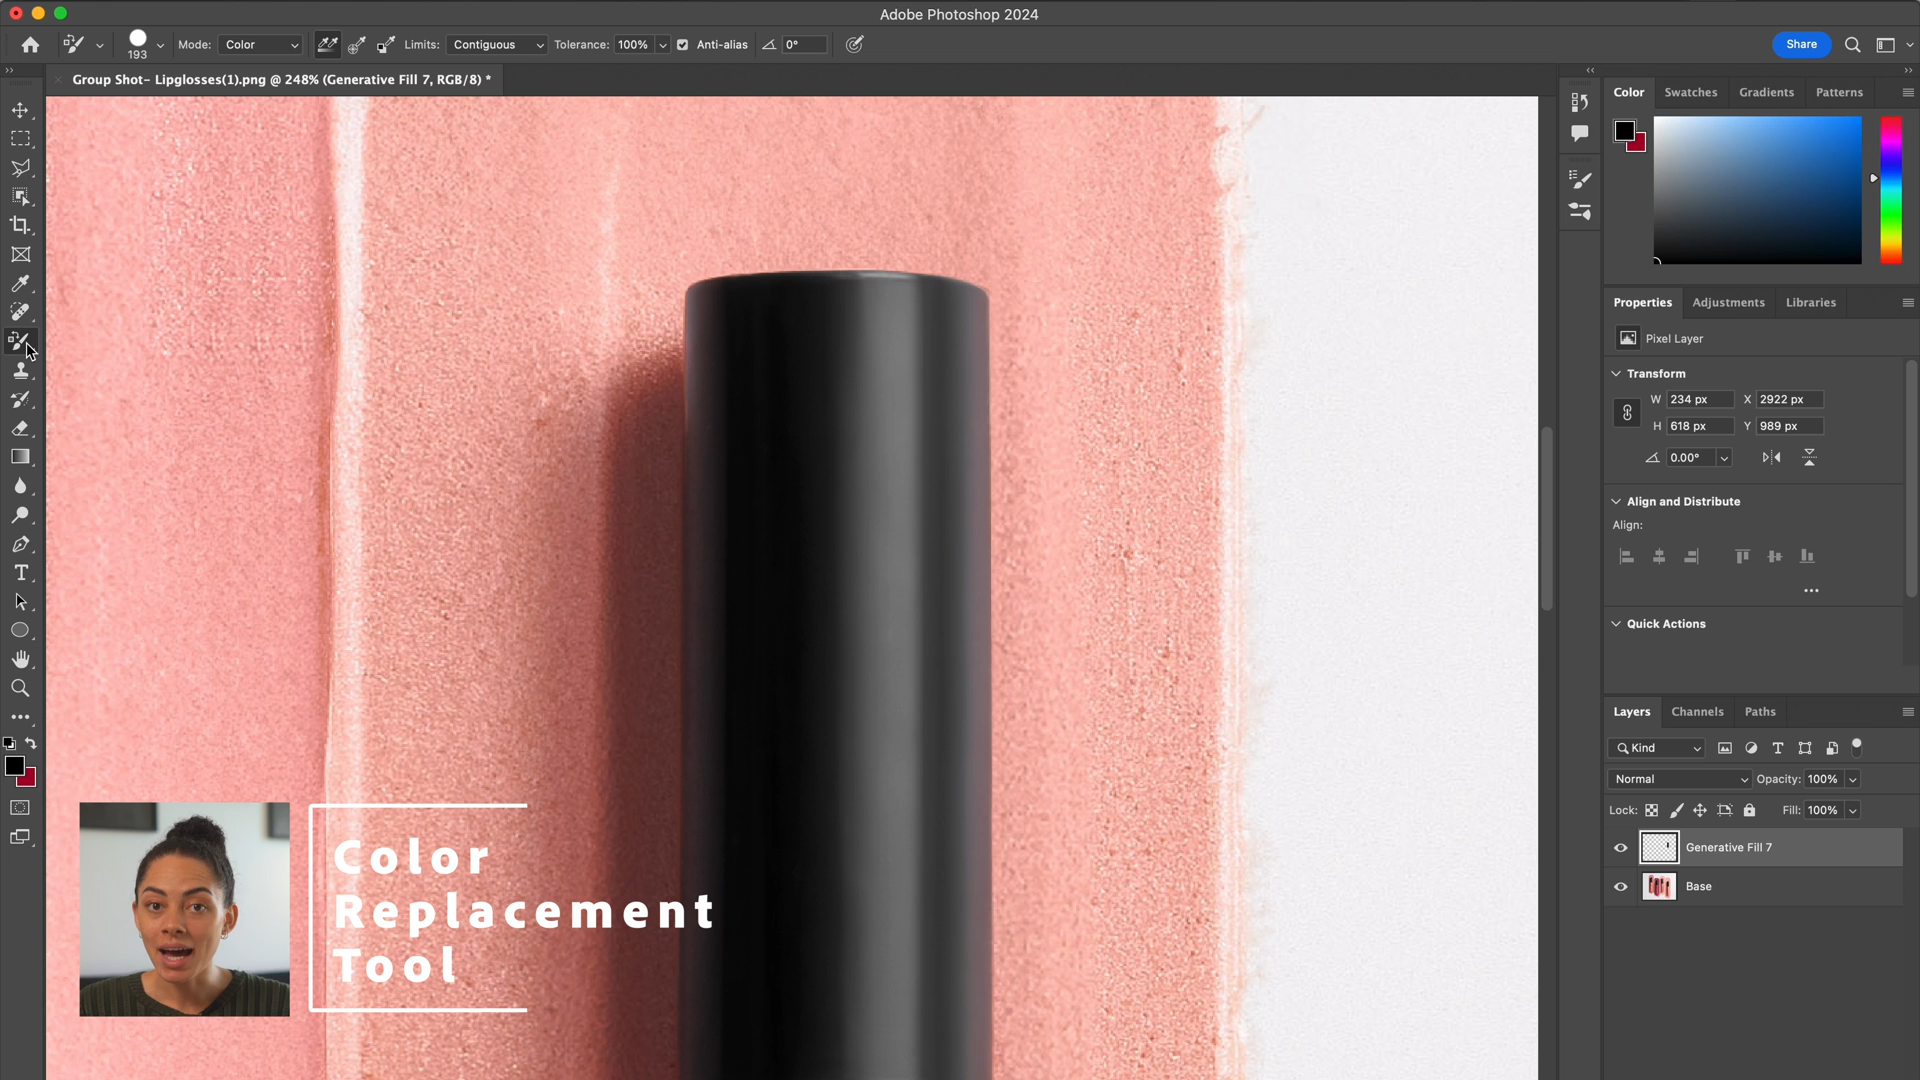 Adobe Photoshop 2024
193
Mode:
Color
Limits:
Contiguous
Tolerance:
100%
Anti-alias
0°
Share
Group Shot- Lipglosses(1).png @ 248% (Generative Fill 7, RGB/8) *
Color
Swatches
Gradients
Patterns
Properties
Adjustments
Libraries
Pixel Layer
Transform
W 234 px
X 2922 px
H 618 px
Y 989 px
0.00°
Align and Distribute
Align:
Quick Actions
Layers
Channels
Paths
Kind
Normal
Opacity: 100%
Lock:
Fill: 100%
Generative Fill 7
Base
Color
Replacement
Tool